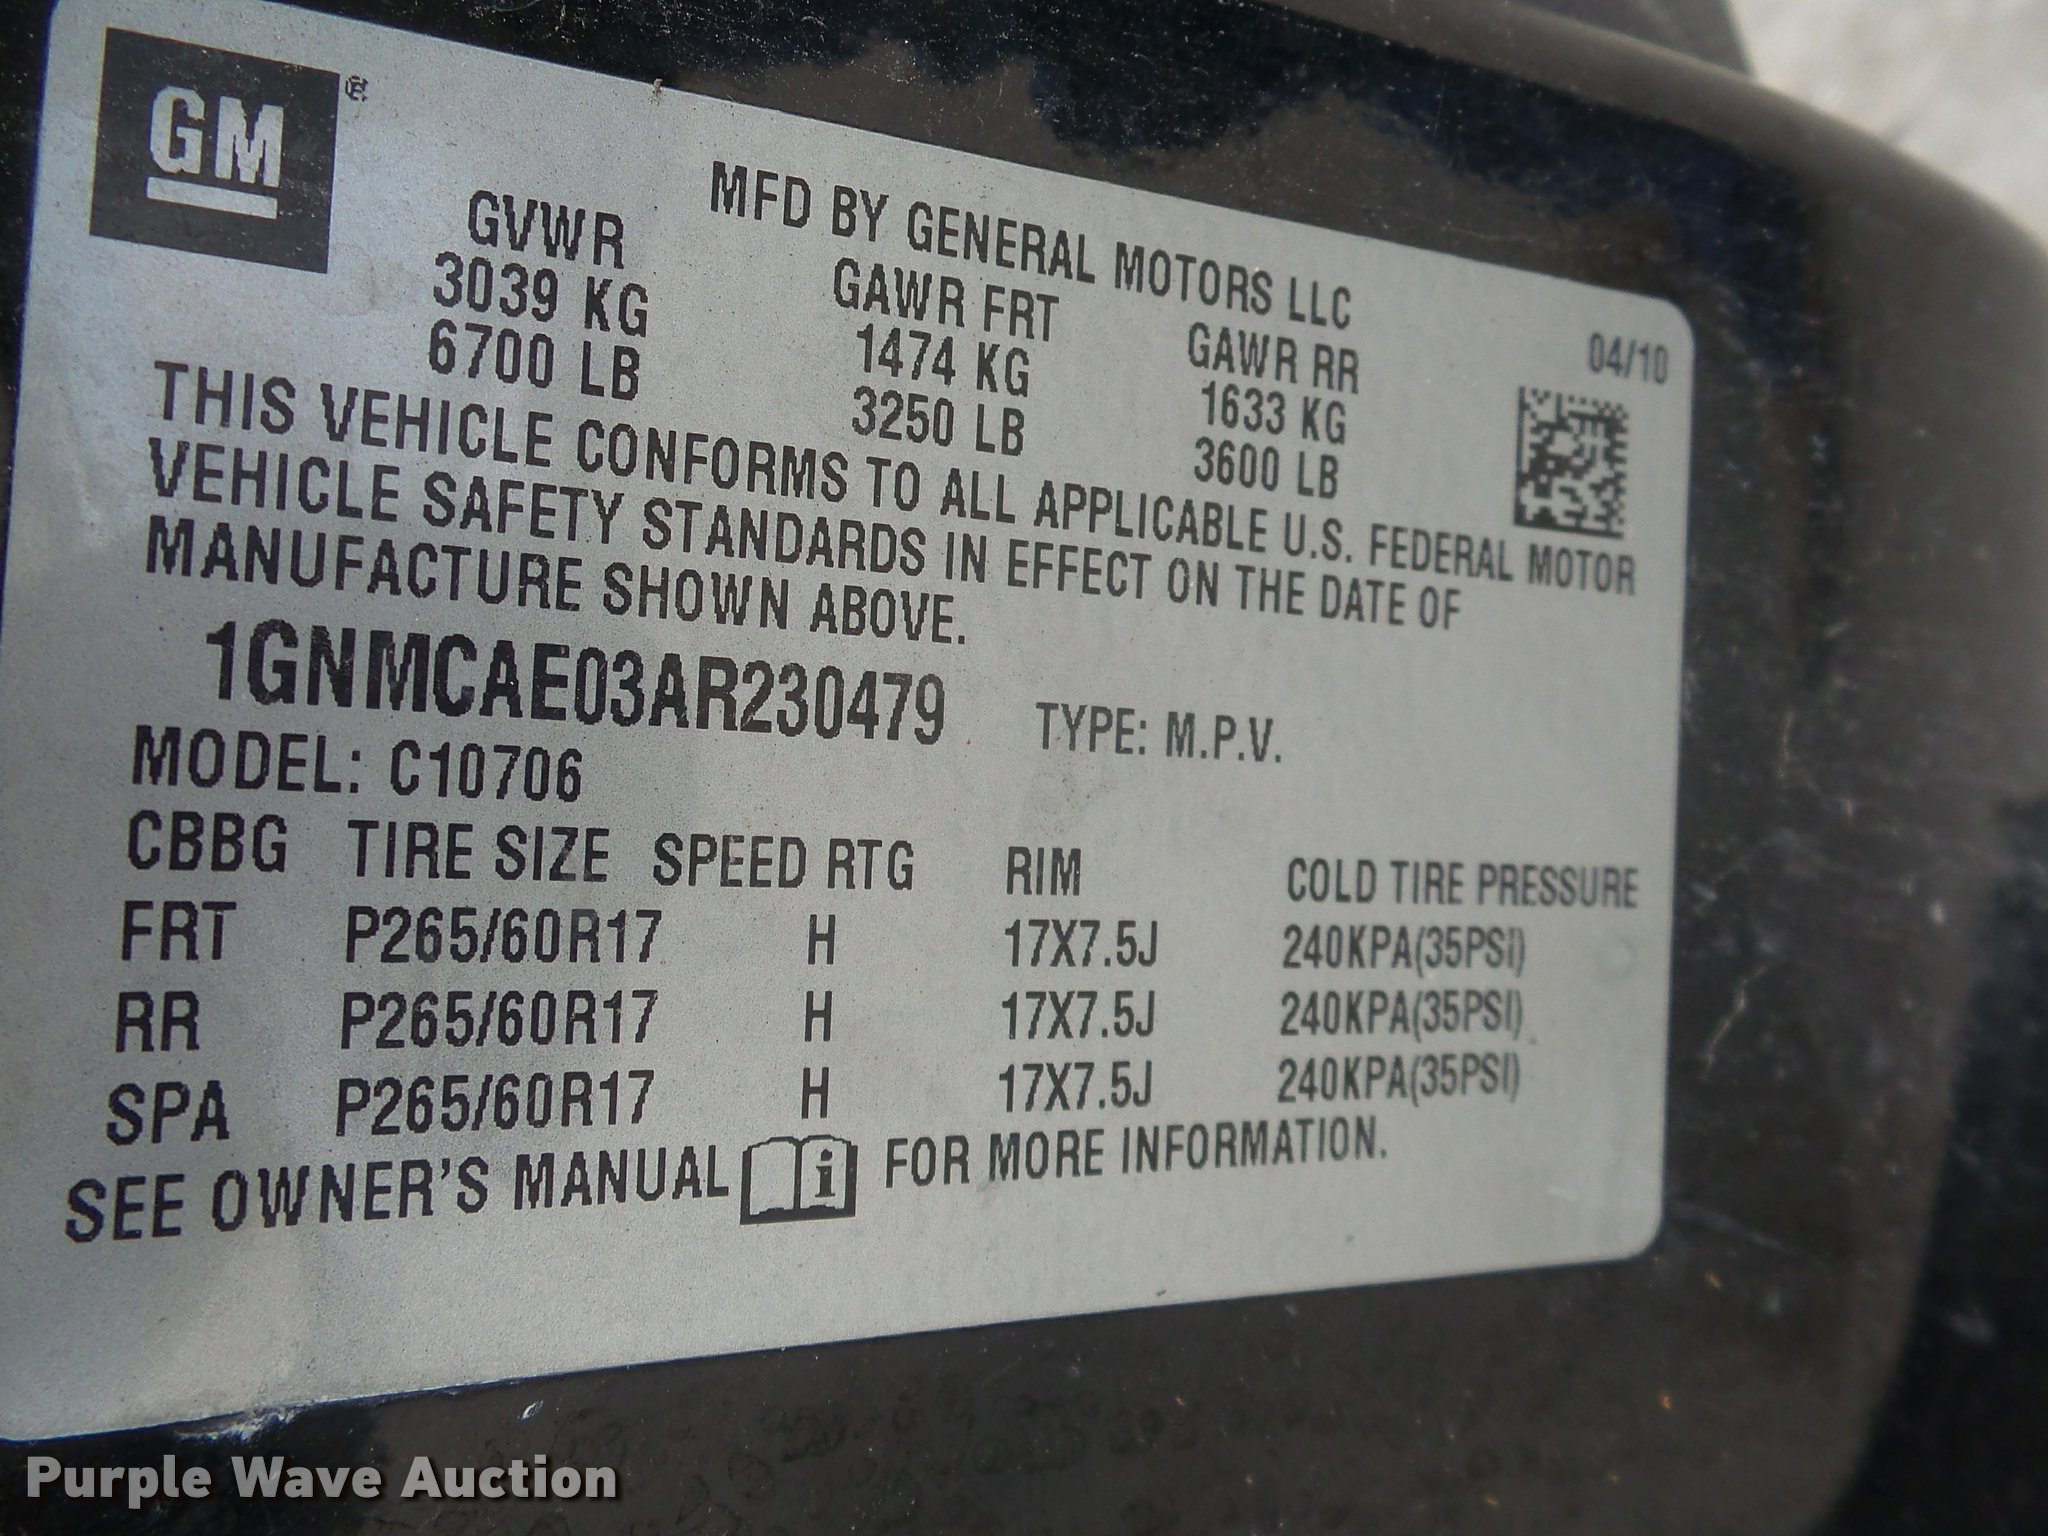 GM ®
MFD BY GENERAL MOTORS LLC
04/10
GVWR GAWR FRT GAWR RR
3039 KG 1474 KG 1633 KG
6700 LB 3250 LB 3600 LB
THIS VEHICLE CONFORMS TO ALL APPLICABLE U.S. FEDERAL MOTOR
VEHICLE SAFETY STANDARDS IN EFFECT ON THE DATE OF
MANUFACTURE SHOWN ABOVE.
1GNMCAE03AR230479 TYPE: M.P.V.
MODEL: C10706
CBBG TIRE SIZE SPEED RTG RIM COLD TIRE PRESSURE
FRT P265/60R17 H 17X7.5J 240KPA(35PSI)
RR P265/60R17 H 17X7.5J 240KPA(35PSI)
SPA P265/60R17 H 17X7.5J 240KPA(35PSI)
SEE OWNER'S MANUAL i FOR MORE INFORMATION.
Purple Wave Auction